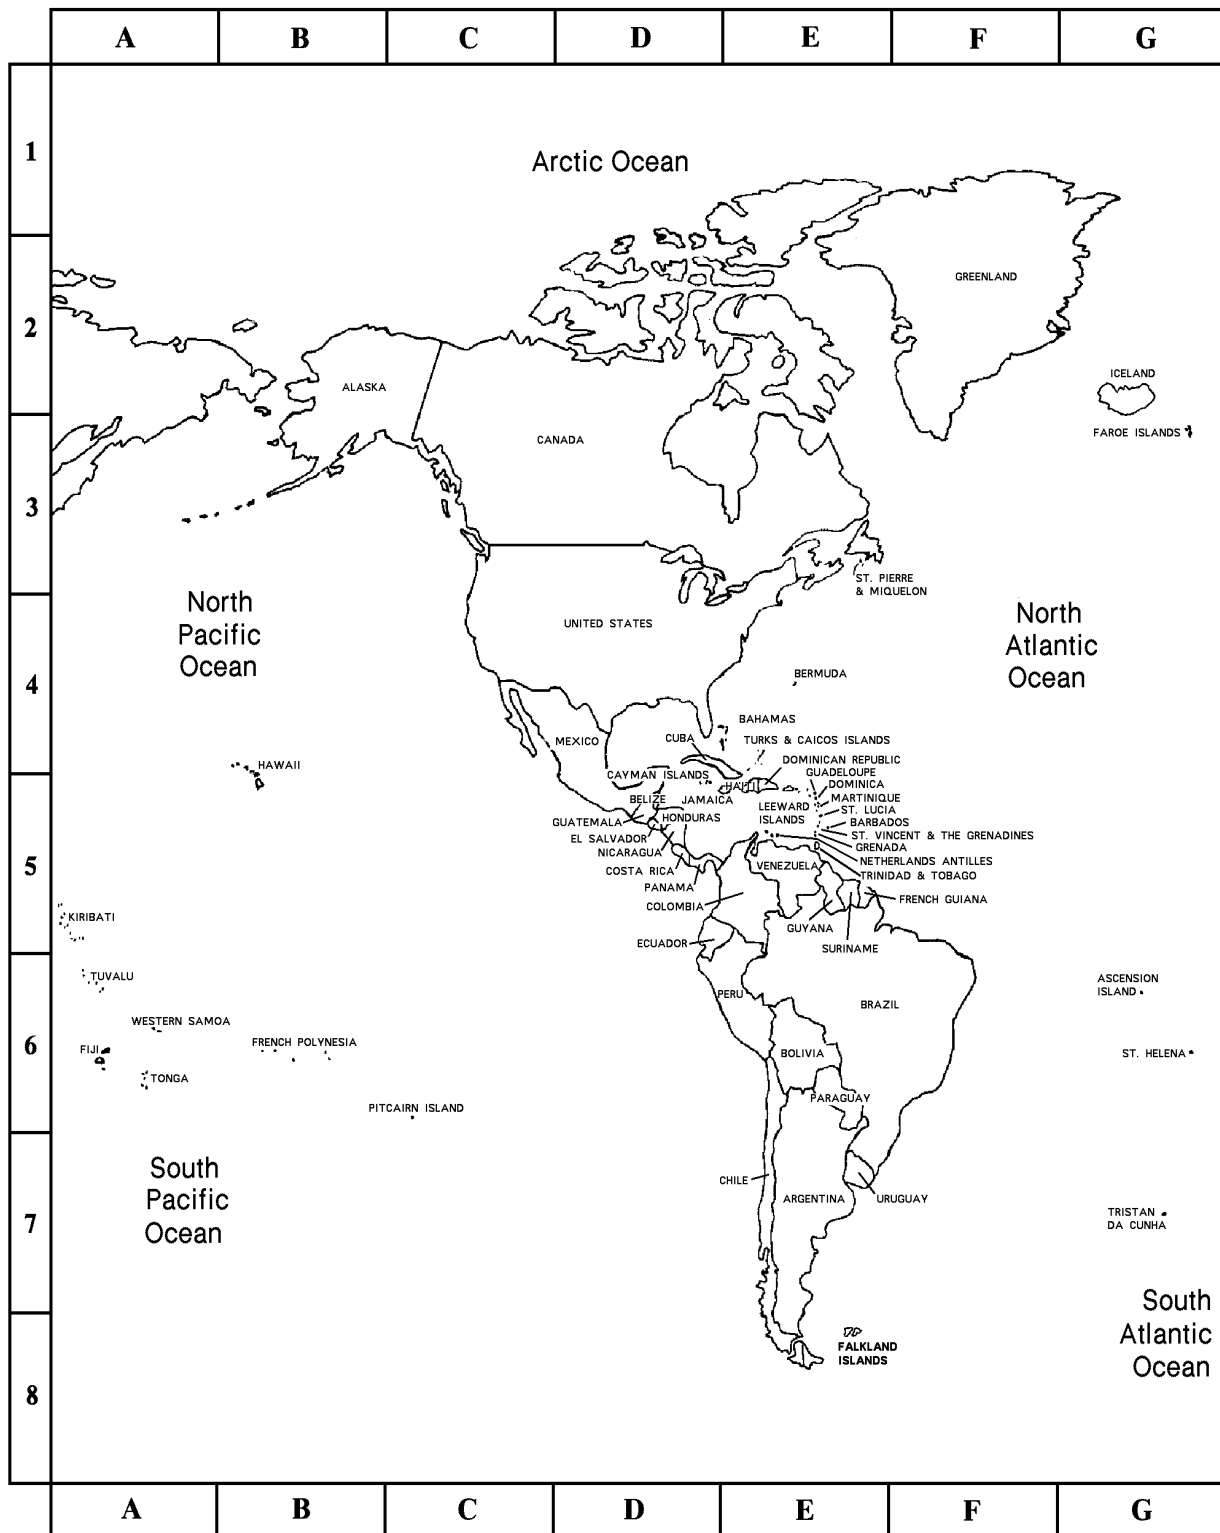 A B C D E F G
1
Arctic Ocean
GREENLAND
2
ICELAND
ALASKA
FAROE ISLANDS
CANADA
3
ST. PIERRE
& MIQUELON
North
Pacific
Ocean
North
Atlantic
Ocean
UNITED STATES
4
BERMUDA
BAHAMAS
CUBA
TURKS & CAICOS ISLANDS
MEXICO
DOMINICAN REPUBLIC
HAWAII
GUADELOUPE
CAYMAN ISLANDS
HAITI
DOMINICA
BELIZE
JAMAICA
MARTINIQUE
LEEWARD
ISLANDS
ST. LUCIA
GUATEMALA
HONDURAS
BARBADOS
EL SALVADOR
ST. VINCENT & THE GRENADINES
NICARAGUA
GRENADA
5
COSTA RICA
VENEZUELA
NETHERLANDS ANTILLES
PANAMA
TRINIDAD & TOBAGO
COLOMBIA
FRENCH GUIANA
KIRIBATI
GUYANA
ECUADOR
SURINAME
TUVALU
ASCENSION
ISLAND
PERU
BRAZIL
WESTERN SAMOA
6
FIJI
FRENCH POLYNESIA
BOLIVIA
ST. HELENA
TONGA
PARAGUAY
PITCAIRN ISLAND
South
Pacific
Ocean
CHILE
ARGENTINA
URUGUAY
7
TRISTAN
DA CUNHA
South
Atlantic
Ocean
FALKLAND
ISLANDS
8
A B C D E F G